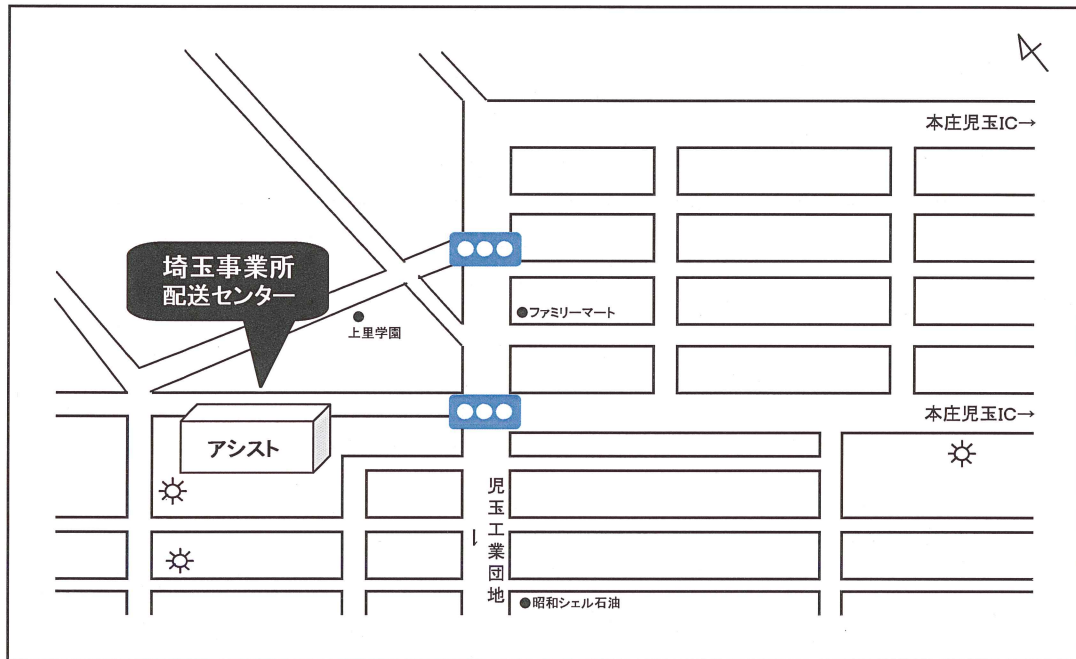 本庄児玉IC→
埼玉事業所
配送センター
●ファミリーマート
上里学園
本庄児玉IC→
アシスト
児玉工業団地
●昭和シェル石油